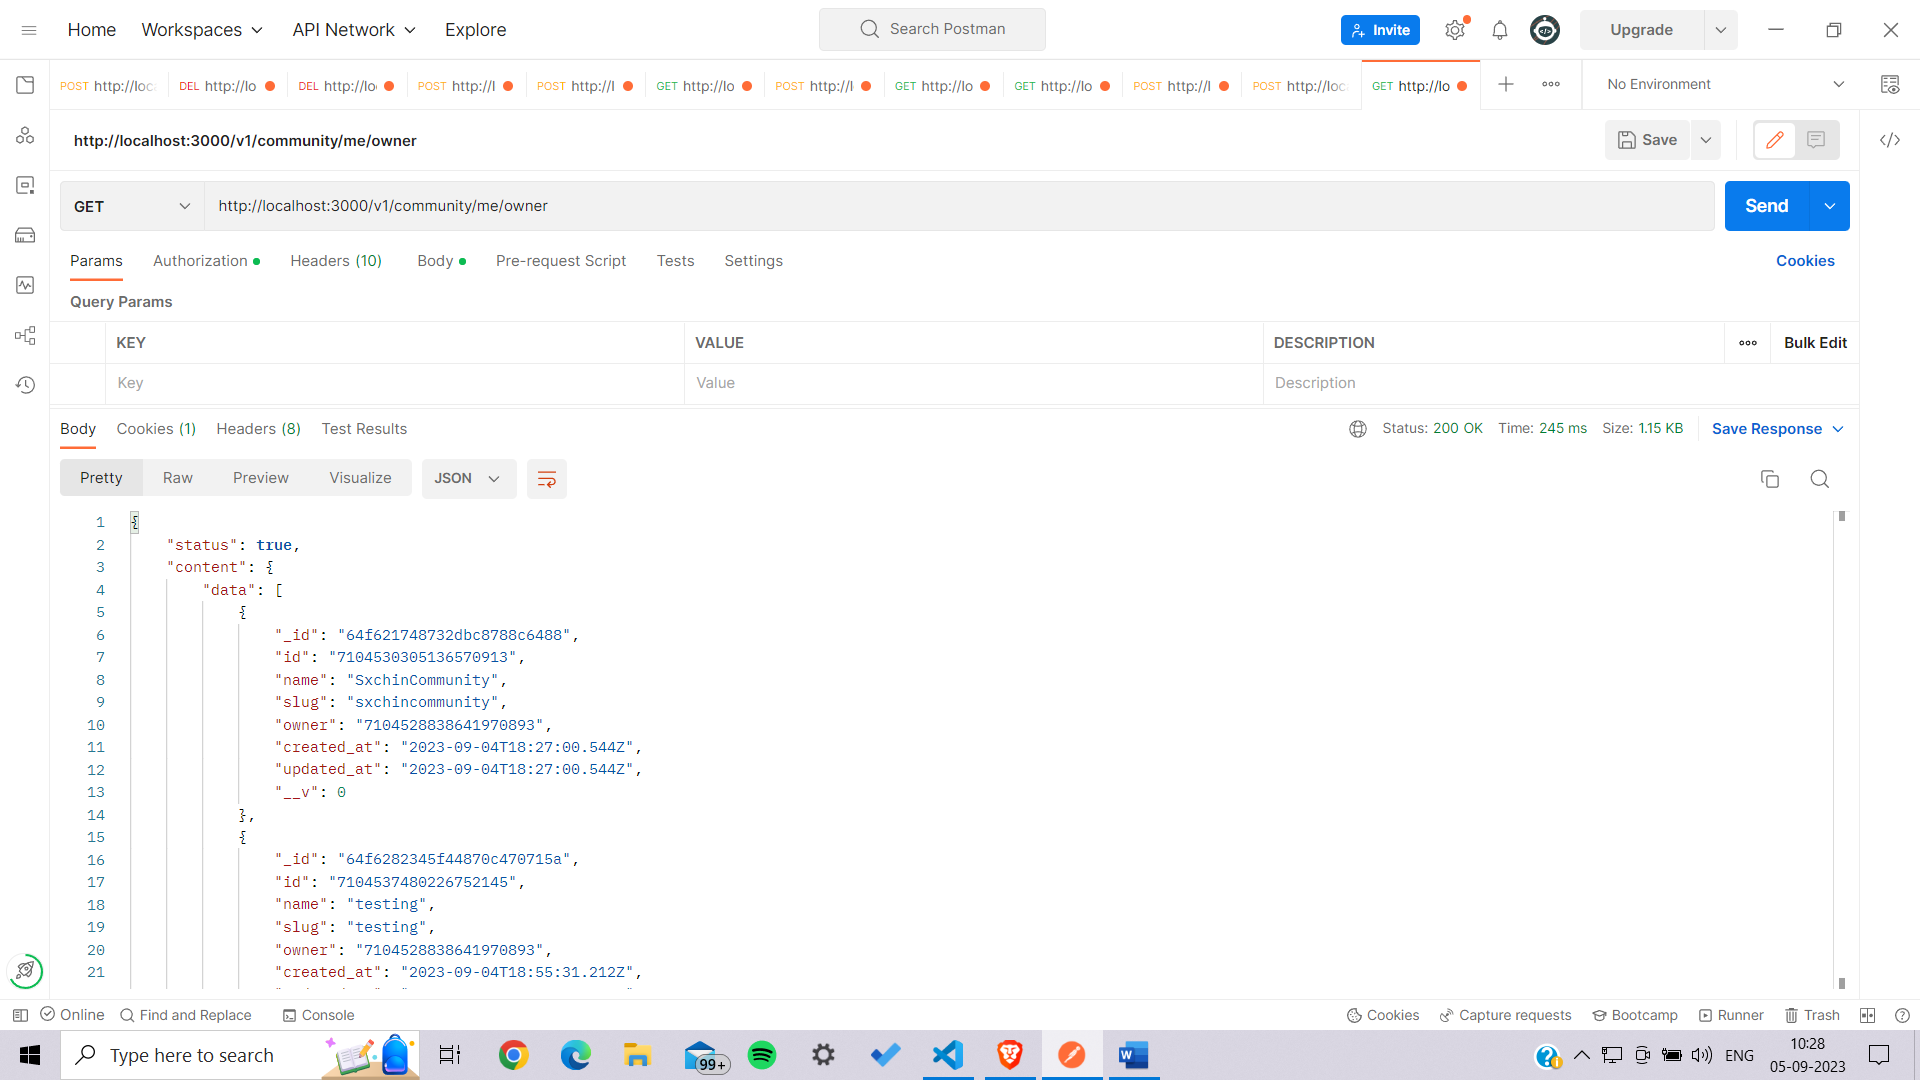 Home Workspaces API Network Explore Search Postman Invite Upgrade
POST http://loc DEL http://lo DEL http://lo POST http://l POST http://l GET http://lo POST http://l GET http://lo GET http://lo POST http://l POST http://loc GET http://lo No Environment
http://localhost:3000/v1/community/me/owner Save
GET http://localhost:3000/v1/community/me/owner Send
Params Authorization Headers (10) Body Pre-request Script Tests Settings Cookies
Query Params
KEY VALUE DESCRIPTION Bulk Edit
Key Value Description
Body Cookies (1) Headers (8) Test Results Status: 200 OK Time: 245 ms Size: 1.15 KB Save Response
Pretty Raw Preview Visualize JSON
1 {
2 "status": true,
3 "content": {
4 "data": [
5 {
6 "_id": "64f621748732dbc8788c6488",
7 "id": "7104530305136570913",
8 "name": "SxchinCommunity",
9 "slug": "sxchincommunity",
10 "owner": "7104528838641970893",
11 "created_at": "2023-09-04T18:27:00.544Z",
12 "updated_at": "2023-09-04T18:27:00.544Z",
13 "__v": 0
14 },
15 {
16 "_id": "64f6282345f44870c470715a",
17 "id": "7104537480226752145",
18 "name": "testing",
19 "slug": "testing",
20 "owner": "7104528838641970893",
21 "created_at": "2023-09-04T18:55:31.212Z",
Online Find and Replace Console Cookies Capture requests Bootcamp Runner Trash
Type here to search 99+ ENG 10:28
05-09-2023